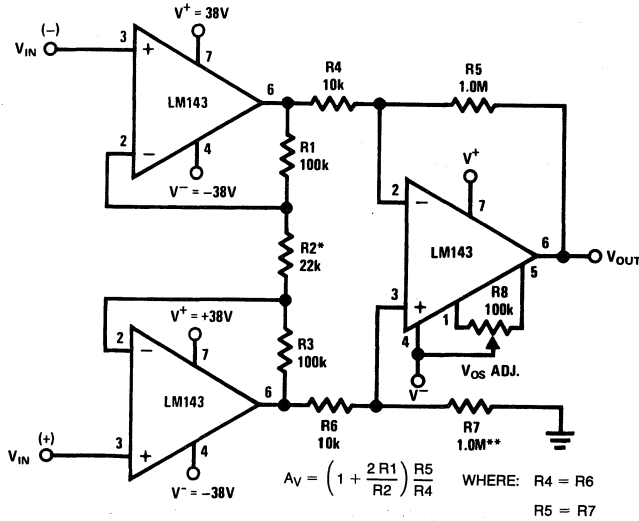 V+ = 38V
(−)
VIN
3
+
7
LM143
6
2
−
4
V− = −38V
R4
10k
R5
1.0M
R1
100k
R2*
22k
R3
100k
V+
2
−
7
LM143
6
VOUT
5
3
+
R8
100k
1
4
VOS ADJ.
V−
V+ = +38V
2
−
7
LM143
6
(+)
VIN
3
+
4
V− = −38V
R6
10k
R7
1.0M**
AV = (1 + 2 R1/R2) R5/R4 WHERE: R4 = R6
R5 = R7